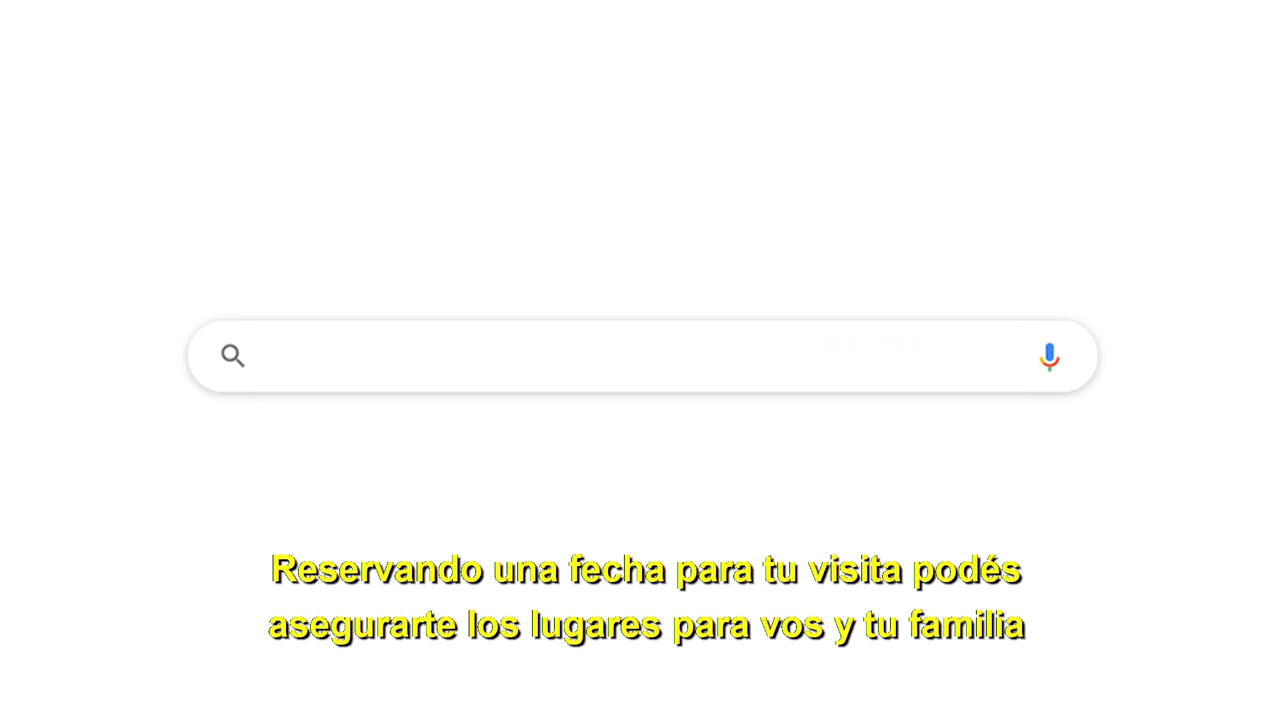 Reservando una fecha para tu visita podés
asegurarte los lugares para vos y tu familia